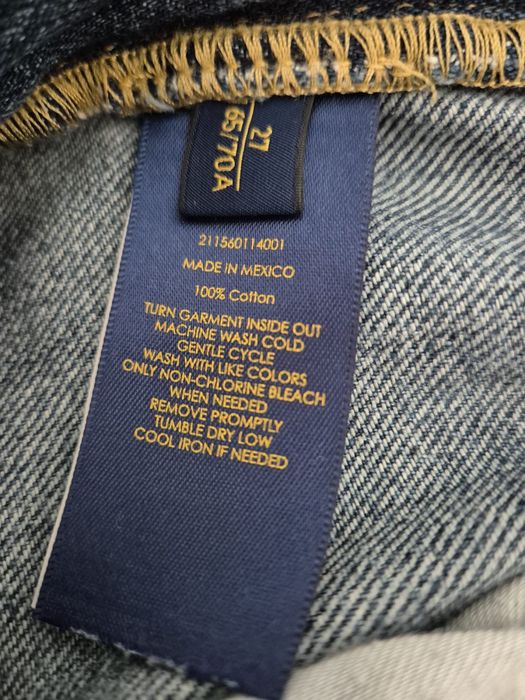 27
65/70A
211560114001
MADE IN MEXICO
100% Cotton
TURN GARMENT INSIDE OUT
MACHINE WASH COLD
GENTLE CYCLE
WASH WITH LIKE COLORS
ONLY NON-CHLORINE BLEACH
WHEN NEEDED
REMOVE PROMPTLY
TUMBLE DRY LOW
COOL IRON IF NEEDED